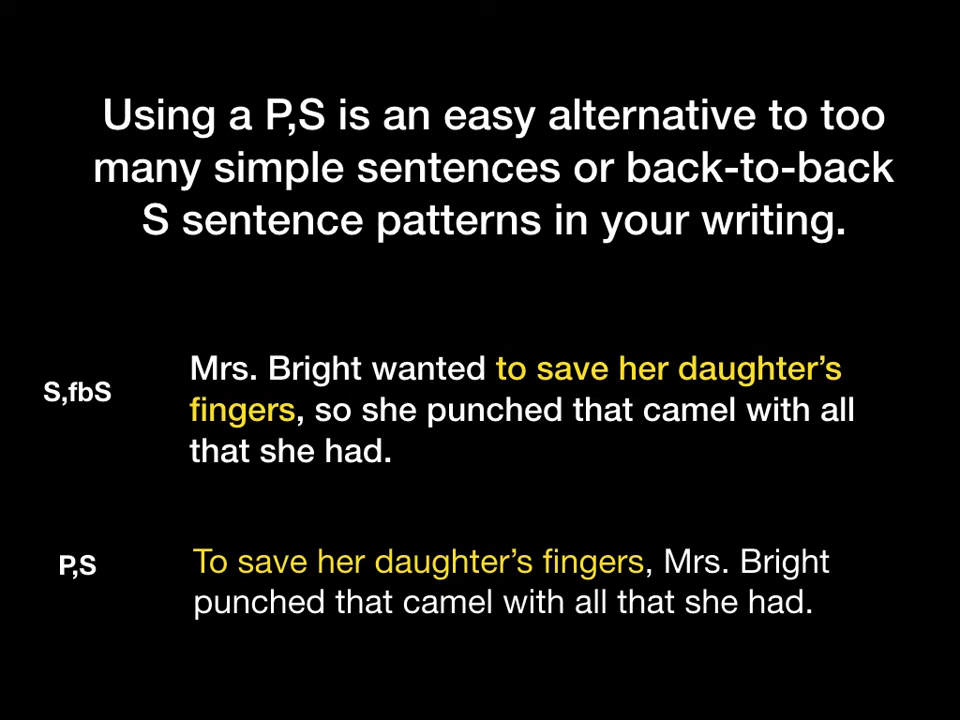 Using a P,S is an easy alternative to too
many simple sentences or back-to-back
S sentence patterns in your writing.
S,fbS
Mrs. Bright wanted to save her daughter’s
fingers, so she punched that camel with all
that she had.
P,S
To save her daughter’s fingers, Mrs. Bright
punched that camel with all that she had.